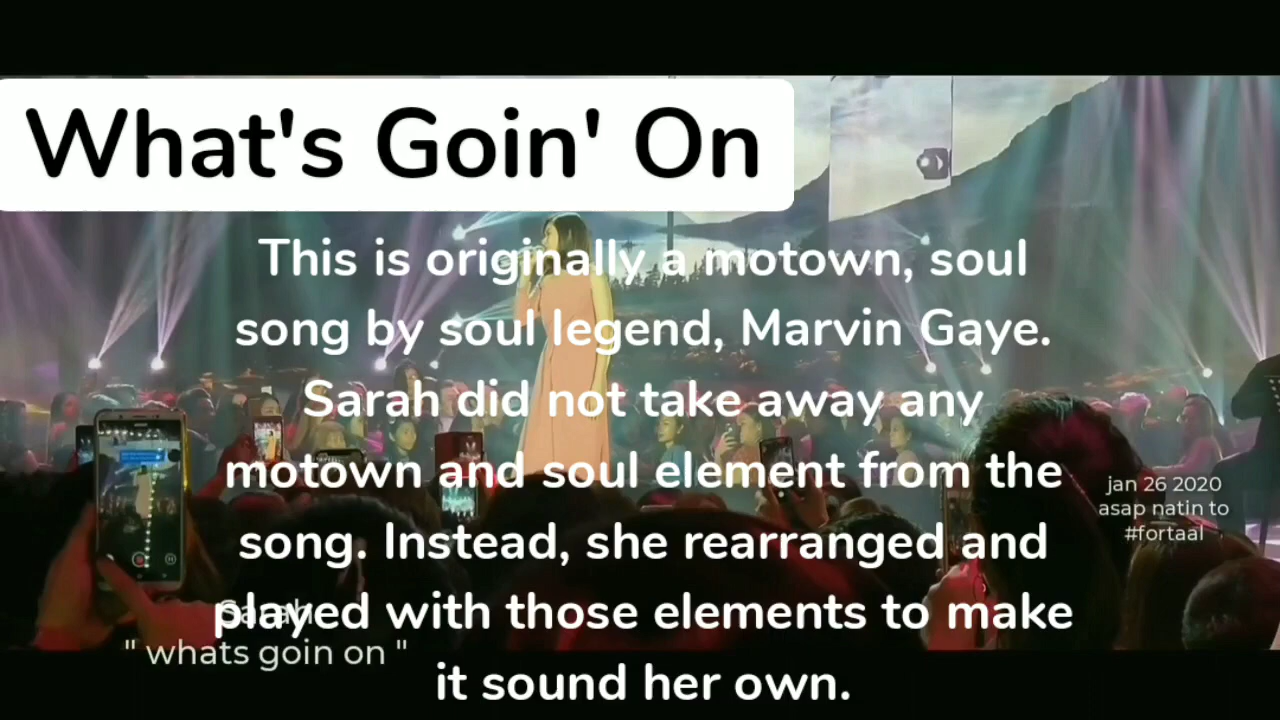 What's Goin' On
This is originally a motown, soul
song by soul legend, Marvin Gaye.
Sarah did not take away any
motown and soul element from the
song. Instead, she rearranged and
played with those elements to make
it sound her own.
jan 26 2020
asap natin to
#fortaal
Sarah
" whats goin on "